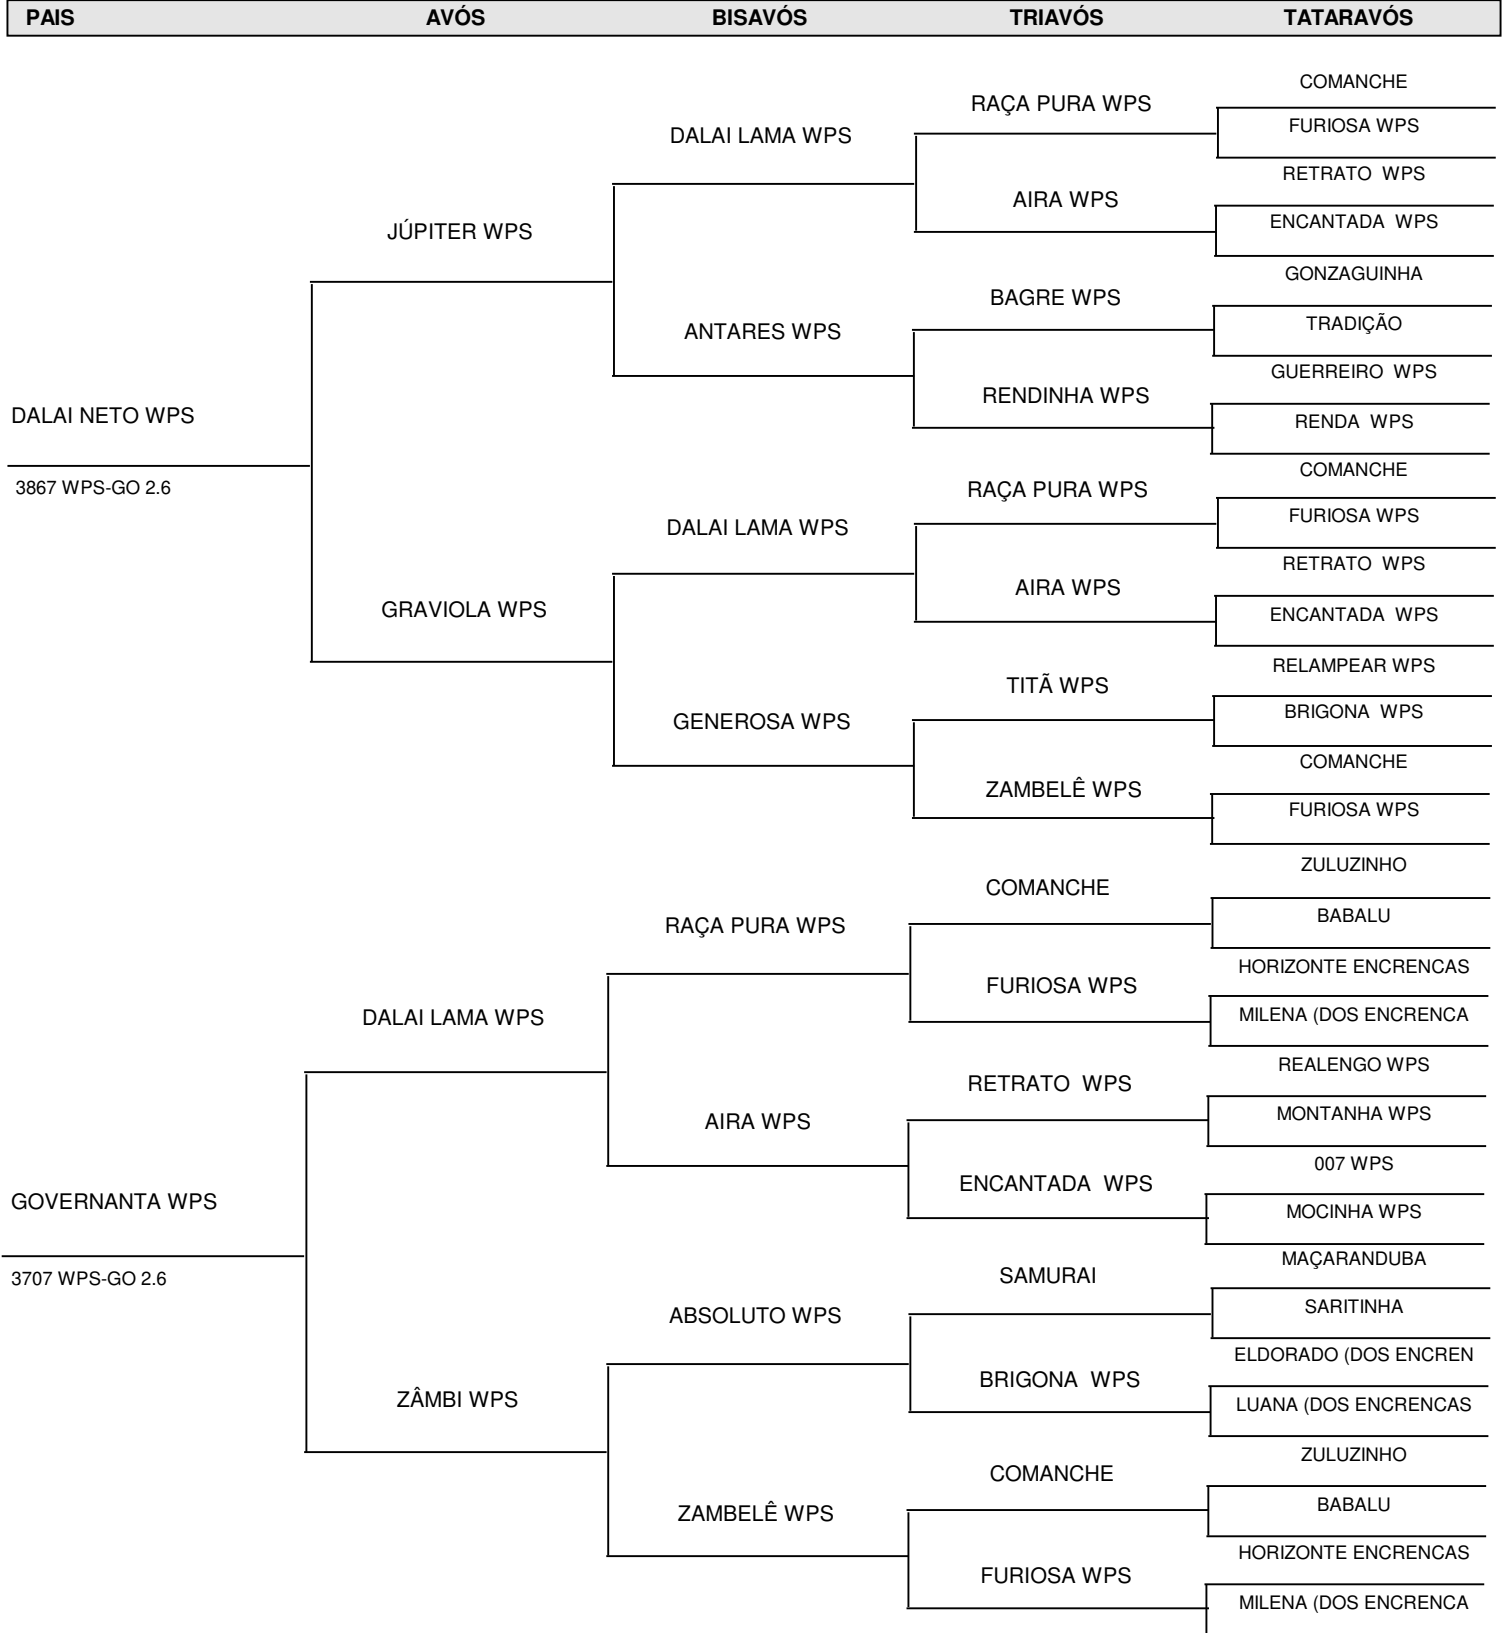 PAIS AVÓS BISAVÓS TRIAVÓS TATARAVÓS
COMANCHE
RAÇA PURA WPS
FURIOSA WPS
DALAI LAMA WPS
RETRATO WPS
AIRA WPS
ENCANTADA WPS
JÚPITER WPS
GONZAGUINHA
BAGRE WPS
TRADIÇÃO
ANTARES WPS
GUERREIRO WPS
RENDINHA WPS
RENDA WPS
DALAI NETO WPS
COMANCHE
3867 WPS-GO 2.6
RAÇA PURA WPS
FURIOSA WPS
DALAI LAMA WPS
RETRATO WPS
AIRA WPS
ENCANTADA WPS
GRAVIOLA WPS
RELAMPEAR WPS
TITÃ WPS
BRIGONA WPS
GENEROSA WPS
COMANCHE
ZAMBELÊ WPS
FURIOSA WPS
ZULUZINHO
COMANCHE
BABALU
RAÇA PURA WPS
HORIZONTE ENCRENCAS
FURIOSA WPS
MILENA (DOS ENCRENCA
DALAI LAMA WPS
REALENGO WPS
RETRATO WPS
MONTANHA WPS
AIRA WPS
007 WPS
ENCANTADA WPS
MOCINHA WPS
GOVERNANTA WPS
MAÇARANDUBA
3707 WPS-GO 2.6
SAMURAI
SARITINHA
ABSOLUTO WPS
ELDORADO (DOS ENCREN
BRIGONA WPS
LUANA (DOS ENCRENCAS
ZÂMBI WPS
ZULUZINHO
COMANCHE
BABALU
ZAMBELÊ WPS
HORIZONTE ENCRENCAS
FURIOSA WPS
MILENA (DOS ENCRENCA